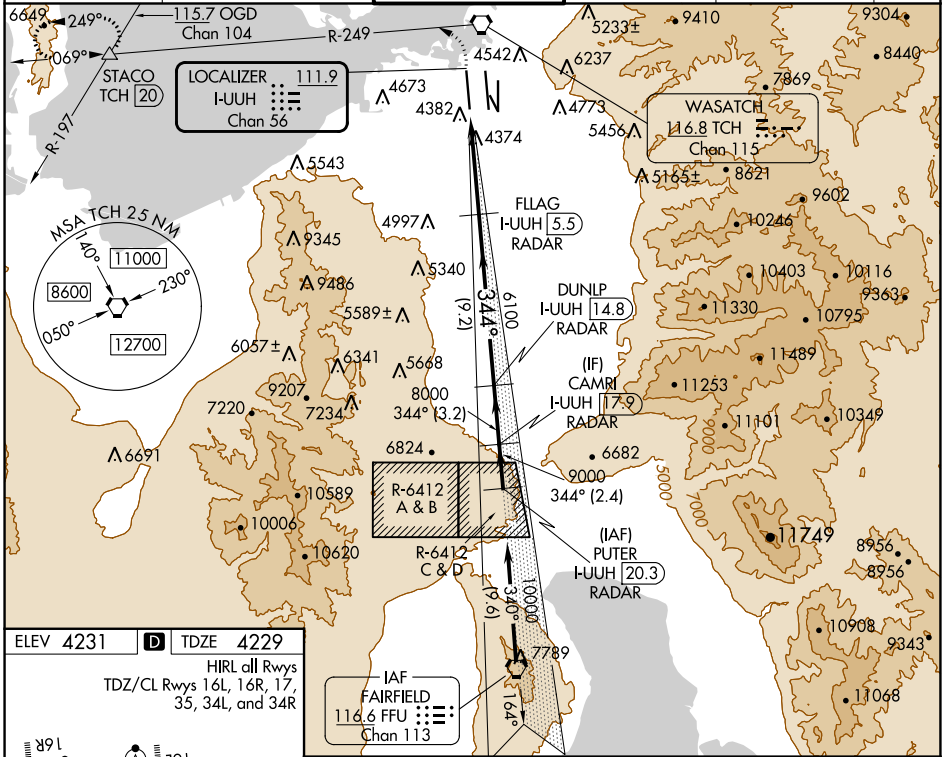 6649
249°
069°
115.7 OGD
Chan 104
R-249
STACO
TCH 20
R-197
LOCALIZER 111.9
I-UUH
Chan 56
4542
5233±
9410
9304
8440
6237
7869
4673
4382
4374
4773
5456
WASATCH
116.8 TCH
Chan 115
5543
5165±
8621
9602
10246
MSA TCH 25 NM
140°
11000
8600
230°
050°
12700
9345
4997
FLLAG
I-UUH 5.5
RADAR
9486
5340
10403
10116
9363
5589±
344°
(9.2)
6100
DUNLP
I-UUH 14.8
RADAR
11330
10795
6057±
6341
5668
11489
(IF)
CAMRI
I-UUH 17.9
RADAR
11253
9207
7234
7220
8000
344° (3.2)
11101
10349
9000
7000
5000
6691
6824
6682
9000
344° (2.4)
R-6412
A & B
R-6412
C & D
10589
10006
10620
(IAF)
PUTER
I-UUH 20.3
RADAR
11749
8956
8956
340°
(9.6)
10000
10908
9343
11068
7789
164°
IAF
FAIRFIELD
116.6 FFU
Chan 113
ELEV 4231
D
TDZE 4229
HIRL all Rwys
TDZ/CL Rwys 16L, 16R, 17,
35, 34L, and 34R
16R
A